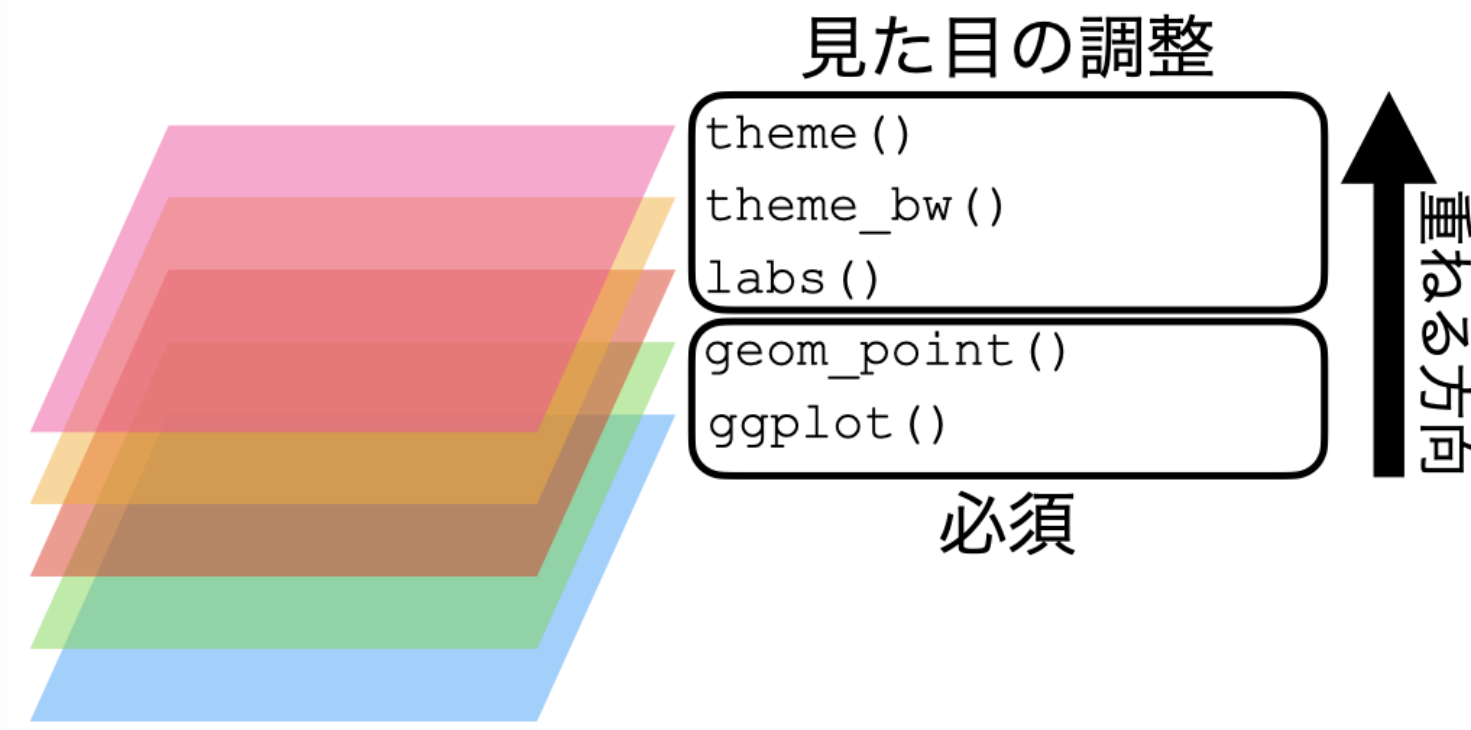 見た目の調整
theme()
theme_bw()
labs()
geom_point()
ggplot()
必須
重ねる方向